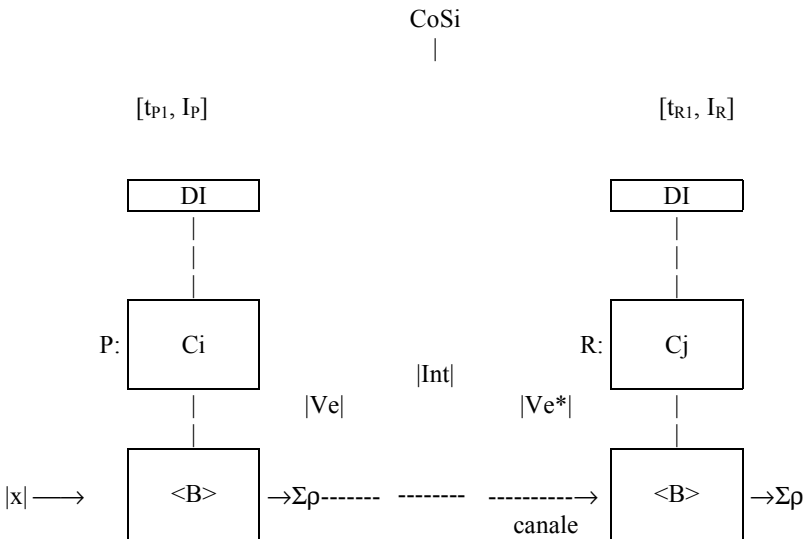 CoSi
|
[tP1, IP] [tR1, IR]
DI DI
|
|
|
|
|
|
P: Ci R: Cj
|Int|
|Ve| |Ve*|
|
|
|
|
|x| ⟶ <B> →Σρ------- -------- -----------→ <B> →Σρ
canale